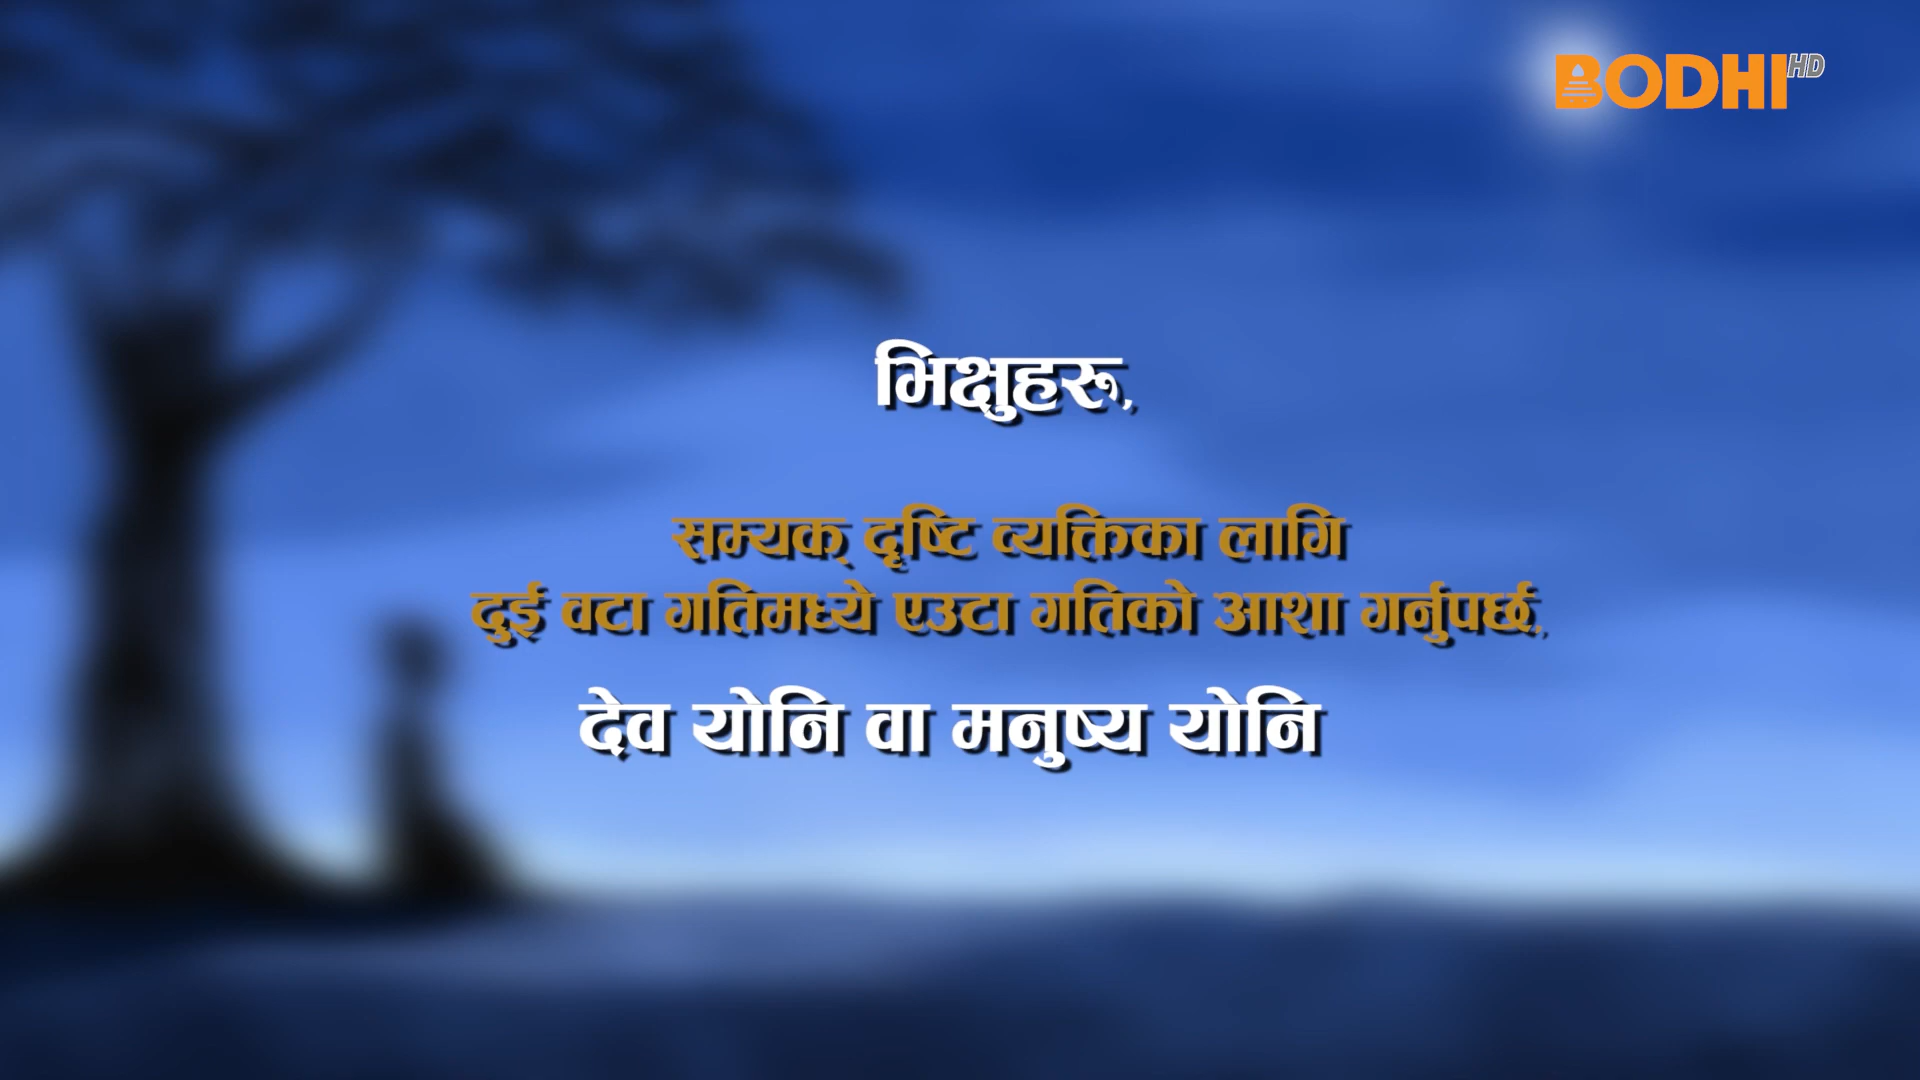 BODHI HD
भिक्षुहरू,
सम्यक् दृष्टि व्यक्तिका लागि
दुई वटा गतिमध्ये एउटा गतिको आशा गर्नुपर्छ,
देव योनि वा मनुष्य योनि